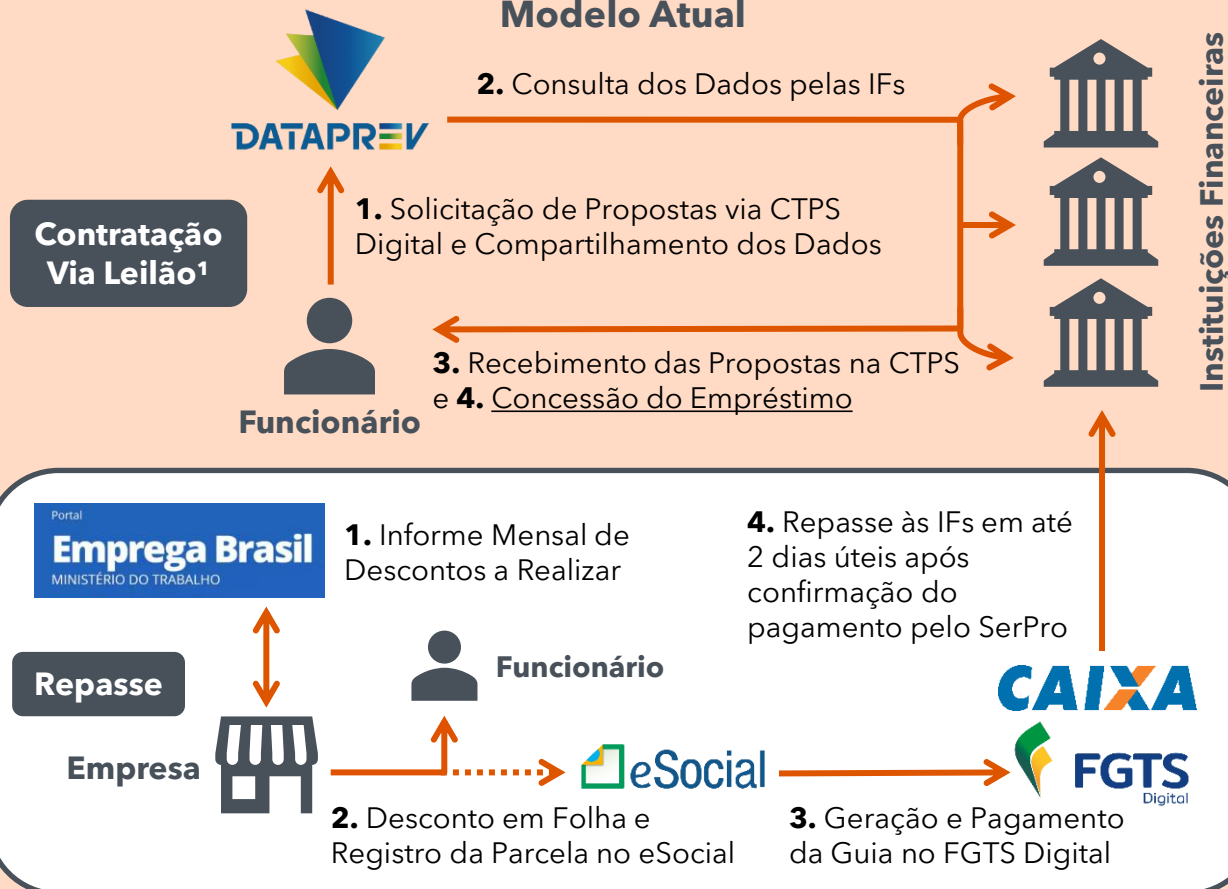 Modelo Atual
DATAPREV
2. Consulta dos Dados pelas IFs
1. Solicitação de Propostas via CTPS
Digital e Compartilhamento dos Dados
Contratação
Via Leilão¹
3. Recebimento das Propostas na CTPS
e 4. Concessão do Empréstimo
Funcionário
Instituições Financeiras
Portal
Emprega Brasil
MINISTÉRIO DO TRABALHO
1. Informe Mensal de
Descontos a Realizar
4. Repasse às IFs em até
2 dias úteis após
confirmação do
pagamento pelo SerPro
Repasse
Funcionário
CAIXA
Empresa
eSocial
FGTS
Digital
2. Desconto em Folha e
Registro da Parcela no eSocial
3. Geração e Pagamento
da Guia no FGTS Digital